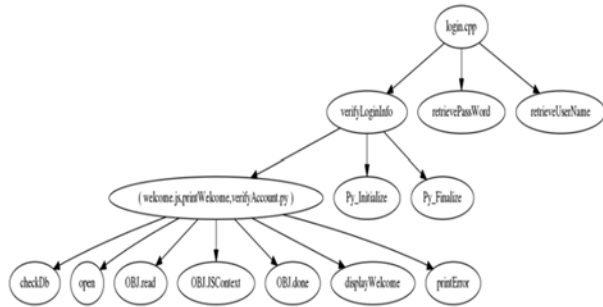 login.cpp
verifyLoginInfo
retrievePassWord
retrieveUserName
( welcome.js,printWelcome,verifyAccount.py )
Py_Initialize
Py_Finalize
checkDb
open
OBJ.read
OBJ.JSContext
OBJ.done
displayWelcome
printError